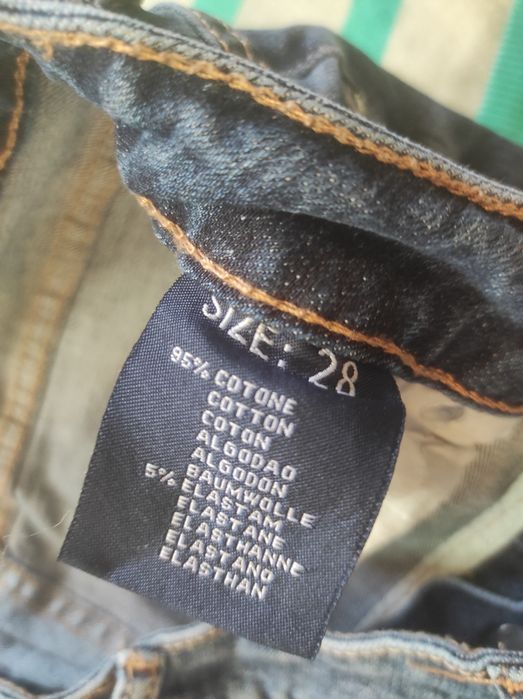 SIZE: 28
95% COTONE
COTTON
COTON
ALGODAO
ALGODON
BAUMWOLLE
5% ELASTAM
ELASTANE
ELASTHANNE
ELASTANO
ELASTHAN